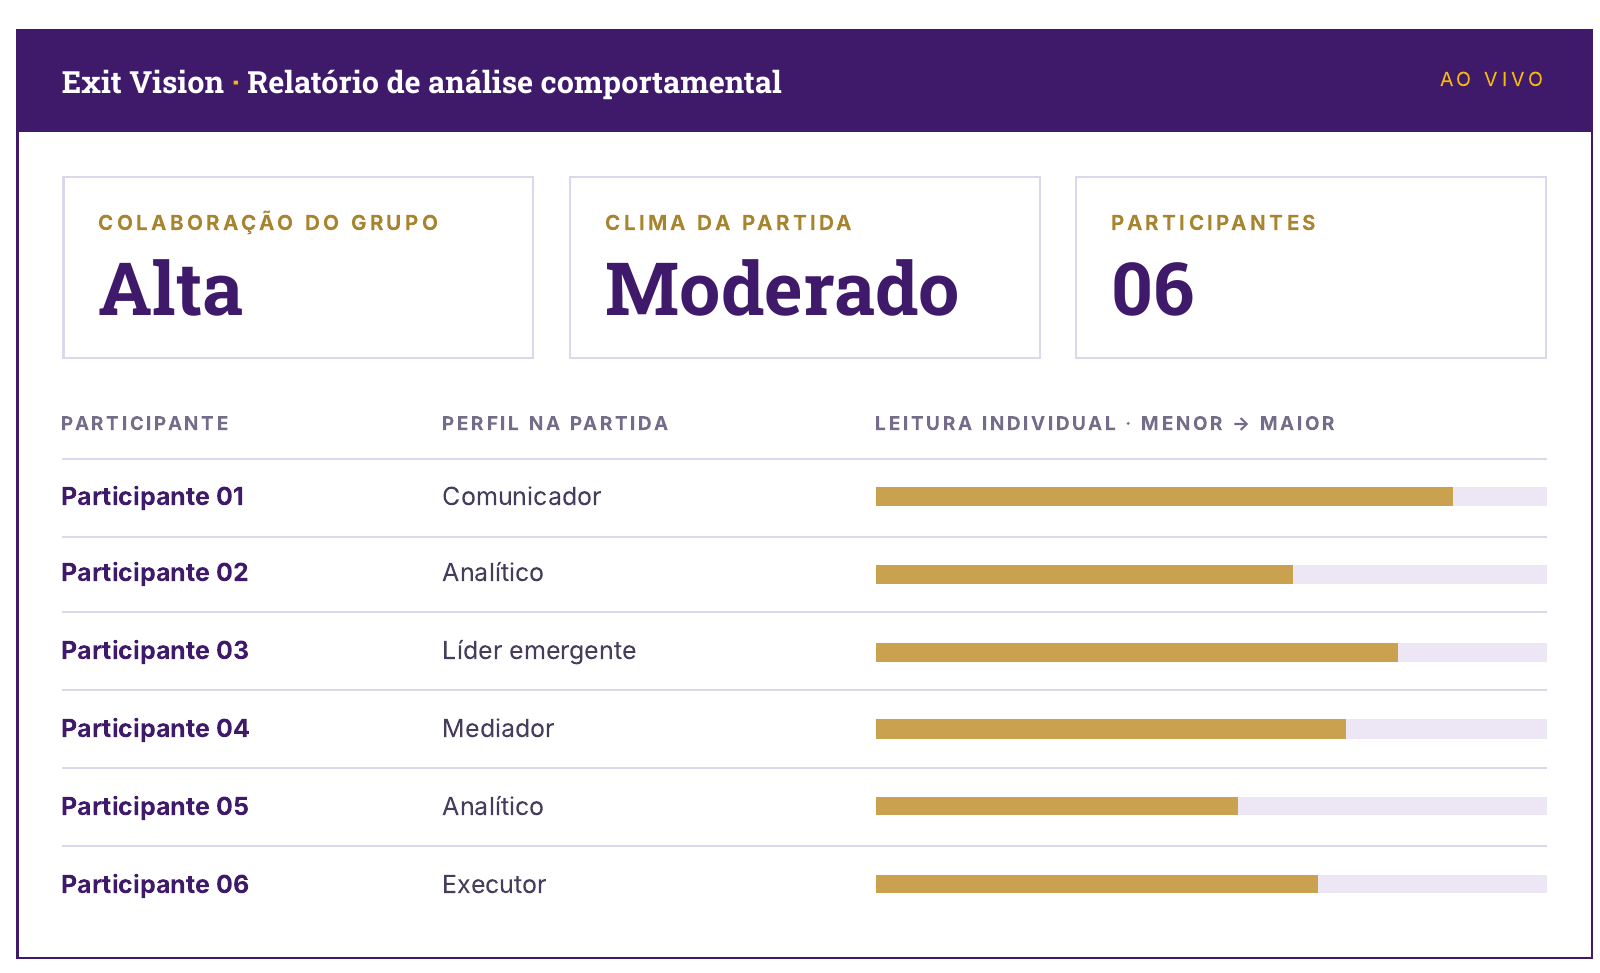 Exit Vision · Relatório de análise comportamental
AO VIVO
COLABORAÇÃO DO GRUPO
Alta
CLIMA DA PARTIDA
Moderado
PARTICIPANTES
06
PARTICIPANTE PERFIL NA PARTIDA LEITURA INDIVIDUAL · MENOR → MAIOR
Participante 01 Comunicador
Participante 02 Analítico
Participante 03 Líder emergente
Participante 04 Mediador
Participante 05 Analítico
Participante 06 Executor